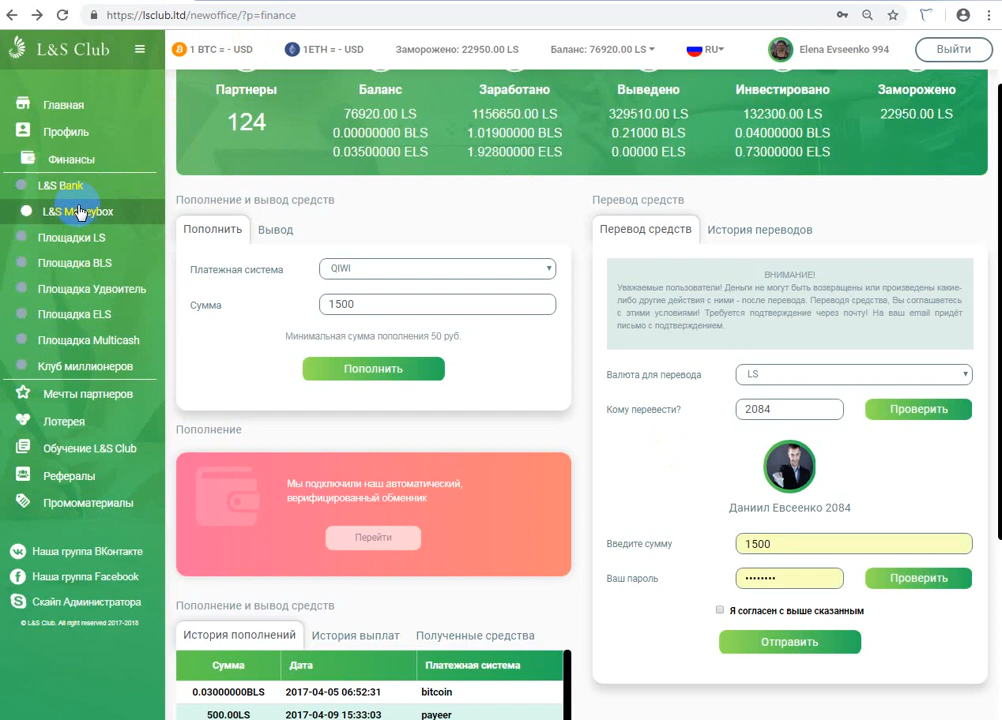 https://lsclub.ltd/newoffice/?p=finance
L&S Club
1 BTC = - USD
1ETH = - USD
Заморожено: 22950.00 LS
Баланс: 76920.00 LS
RU
Elena Evseenko 994
Выйти
Главная
Профиль
Финансы
L&S Bank
L&S Moneybox
Площадки LS
Площадка BLS
Площадка Удвоитель
Площадка ELS
Площадка Multicash
Клуб миллионеров
Мечты партнеров
Лотерея
Обучение L&S Club
Рефералы
Промоматериалы
Наша группа ВКонтакте
Наша группа Facebook
Скайп Администратора
© L&S Club. All right reserved 2017-2018
Партнеры
124
Баланс
76920.00 LS
0.00000000 BLS
0.03500000 ELS
Заработано
1156650.00 LS
1.01900000 BLS
1.92800000 ELS
Выведено
329510.00 LS
0.21000 BLS
0.00000 ELS
Инвестировано
132300.00 LS
0.04000000 BLS
0.73000000 ELS
Заморожено
22950.00 LS
Пополнение и вывод средств
Пополнить
Вывод
Платежная система
QIWI
Сумма
1500
Минимальная сумма пополнения 50 руб.
Пополнить
Пополнение
Мы подключили наш автоматический,
верифицированный обменник
Перейти
Пополнение и вывод средств
История пополнений
История выплат
Полученные средства
Сумма Дата Платежная система
0.03000000BLS 2017-04-05 06:52:31 bitcoin
500.00LS 2017-04-09 15:33:03 payeer
Перевод средств
Перевод средств
История переводов
ВНИМАНИЕ!
Уважаемые пользователи! Деньги не могут быть возвращены или произведены какие-
либо другие действия с ними - после перевода. Переводя средства, Вы соглашаетесь
с этими условиями! Требуется подтверждение через почту! На ваш email придёт
письмо с подтверждением.
Валюта для перевода
LS
Кому перевести?
2084
Проверить
Даниил Евсеенко 2084
Введите сумму
1500
Ваш пароль
••••••••
Проверить
Я согласен с выше сказанным
Отправить